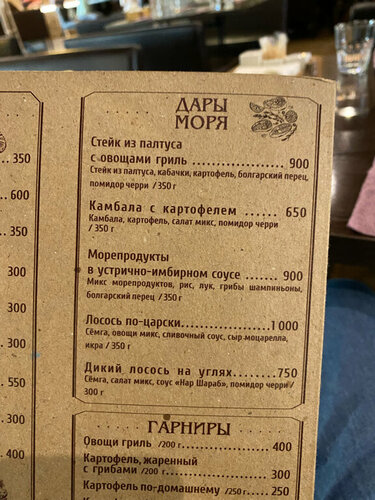 ДАРЫ
МОРЯ
Стейк из палтуса
с овощами гриль ..................... 900
Стейк из палтуса, кабачки, картофель, болгарский перец,
помидор черри / 350 г
Камбала с картофелем ...... 650
Камбала, картофель, салат микс, помидор черри
/ 350 г
Морепродукты
в устрично-имбирном соусе ......... 900
Микс морепродуктов, рис, лук, грибы шампиньоны,
болгарский перец / 350 г
Лосось по-царски.......................1 000
Сёмга, овощи микс, сливочный соус, сыр моцарелла,
икра / 350 г
Дикий лосось на углях.........750
Сёмга, салат микс, соус «Нар Шараб», помидор черри /
300 г
ГАРНИРЫ
Овощи гриль /200 г ...................... 400
Картофель, жаренный
с грибами /200 г ........................ 300
Картофель по-домашнему /250 г ....... 250
350
350
300
300
300
550
300
400